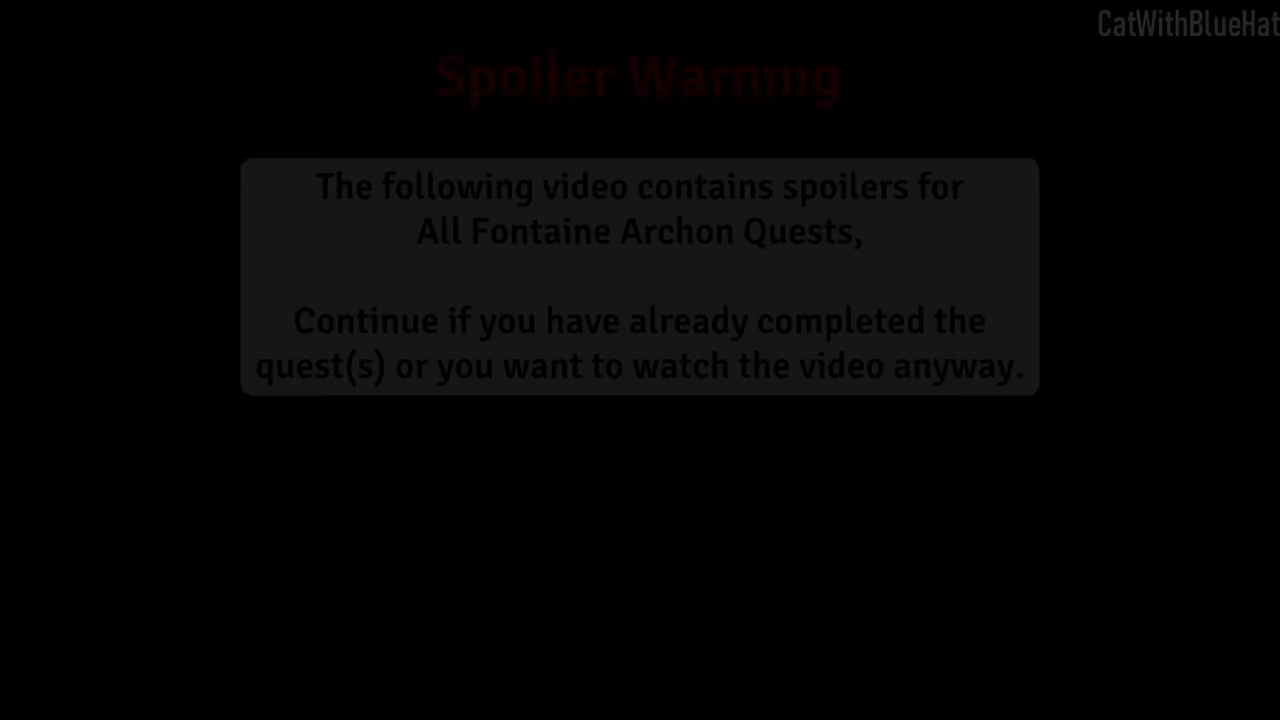 CatWithBlueHat
Spoiler Warning
The following video contains spoilers for
All Fontaine Archon Quests,
Continue if you have already completed the
quest(s) or you want to watch the video anyway.